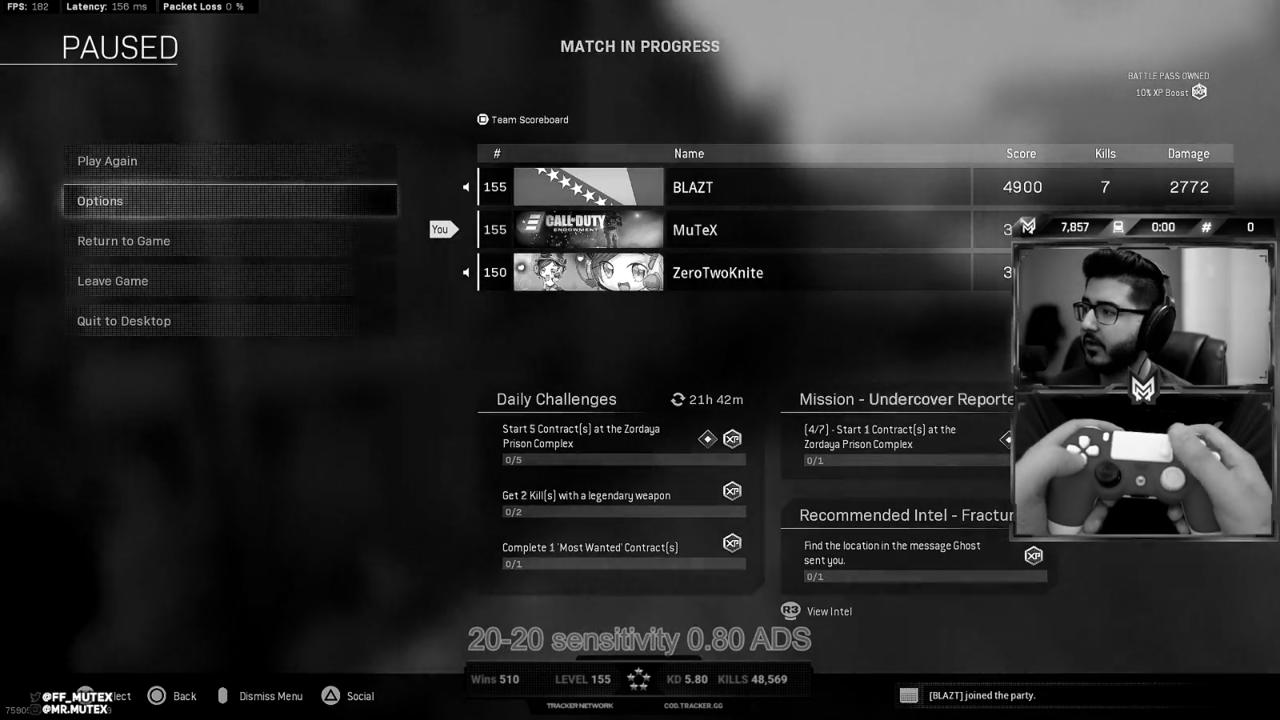 FPS: 182 Latency: 156 ms Packet Loss 0 %
PAUSED
MATCH IN PROGRESS
BATTLE PASS OWNED
10% XP Boost
Team Scoreboard
Play Again
Options
Return to Game
Leave Game
Quit to Desktop
# Name Score Kills Damage
155 BLAZT 4900 7 2772
You 155 CALL OF DUTY ENDOWMENT MuTeX 3
150 ZeroTwoKnite 3
7,857 0:00 # 0
Daily Challenges 21h 42m
Start 5 Contract(s) at the Zordaya
Prison Complex
0/5
Get 2 Kill(s) with a legendary weapon
0/2
Complete 1 'Most Wanted' Contract(s)
0/1
Mission - Undercover Reporte
(4/7) - Start 1 Contract(s) at the
Zordaya Prison Complex
0/1
Recommended Intel - Fractur
Find the location in the message Ghost
sent you.
0/1
R3 View Intel
20-20 sensitivity 0.80 ADS
Wins 510 LEVEL 155 KD 5.80 KILLS 48,569
TRACKER NETWORK COD.TRACKER.GG
@FF_MUTEX
@MR.MUTEX
Back Dismiss Menu Social
[BLAZT] joined the party.